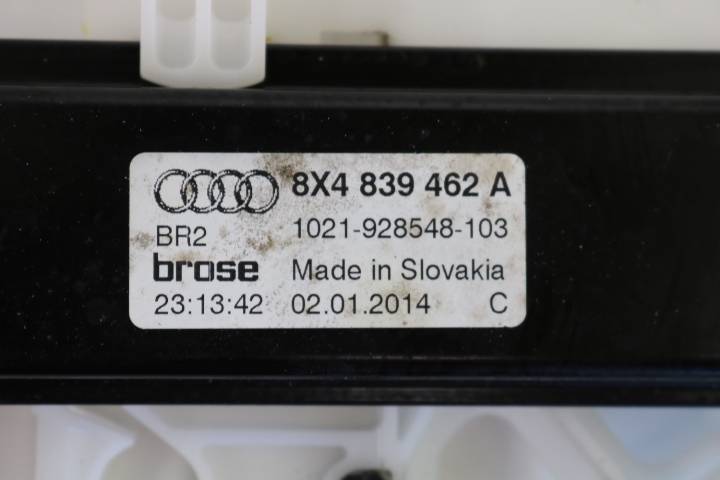 8X4 839 462 A
BR2 1021-928548-103
brose Made in Slovakia
23:13:42 02.01.2014 C